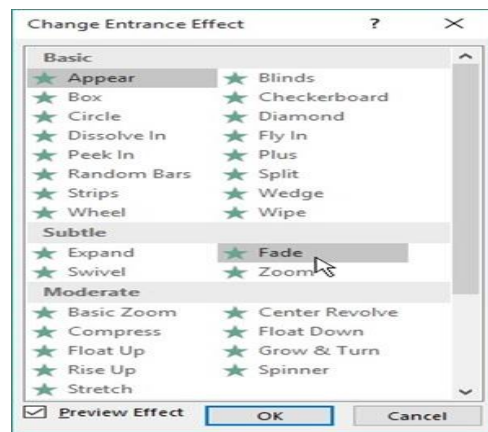 Change Entrance Effect ?
Basic
Appear Blinds
Box Checkerboard
Circle Diamond
Dissolve In Fly In
Peek In Plus
Random Bars Split
Strips Wedge
Wheel Wipe
Subtle
Expand Fade
Swivel Zoom
Moderate
Basic Zoom Center Revolve
Compress Float Down
Float Up Grow & Turn
Rise Up Spinner
Stretch
Preview Effect OK Cancel